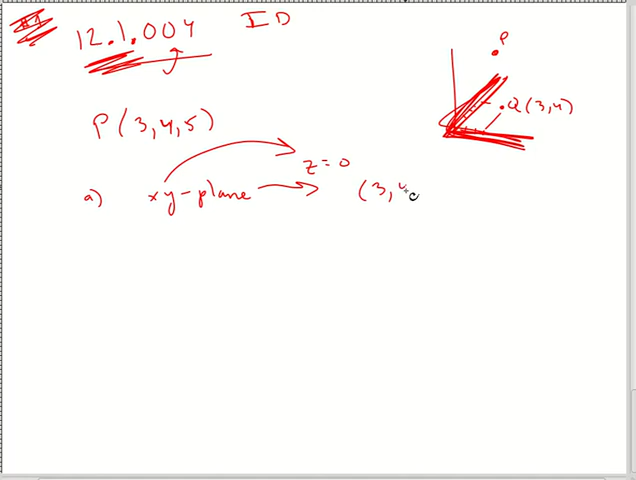 #1 12.1.004 ID
P
Q(3,4)
P(3,4,5)
z=0
a) xy-plane (3,4